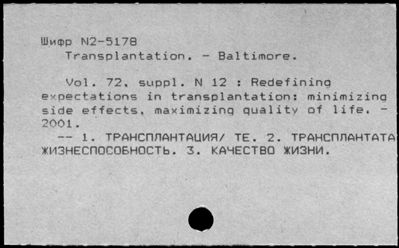 Шифр N2-5178
Transplantation. - Baltimore.
Vol. 72, suppl. N 12 : Redefining
expectations in transplantation: minimizing
side effects, maximizing quality of life. -
2001.
-- 1. ТРАНСПЛАНТАЦИЯ/ ТЕ. 2. ТРАНСПЛАНТАТА
ЖИЗНЕСПОСОБНОСТЬ. 3. КАЧЕСТВО ЖИЗНИ.